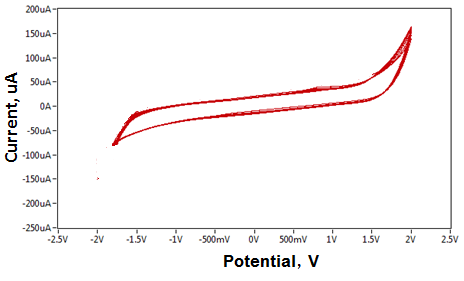 200uA
150uA
100uA
50uA
0A
-50uA
-100uA
-150uA
-200uA
-250uA
Current, uA
-2.5V -2V -1.5V -1V -500mV 0V 500mV 1V 1.5V 2V 2.5V
Potential, V